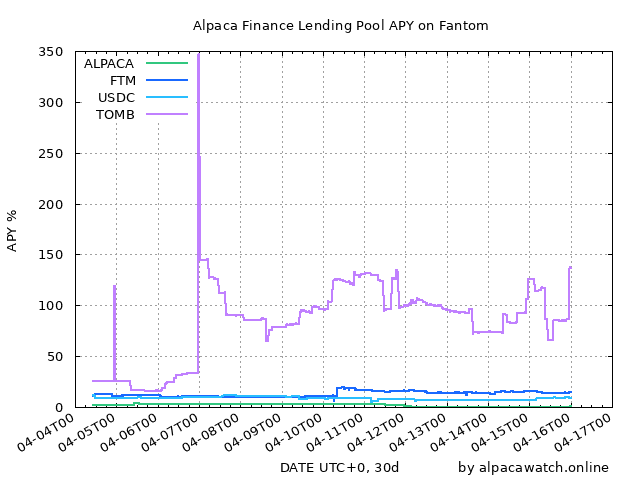 Alpaca Finance Lending Pool APY on Fantom
APY %
350
300
250
200
150
100
50
0
ALPACA
FTM
USDC
TOMB
04-04T00
04-05T00
04-06T00
04-07T00
04-08T00
04-09T00
04-10T00
04-11T00
04-12T00
04-13T00
04-14T00
04-15T00
04-16T00
04-17T00
DATE UTC+0, 30d
by alpacawatch.online